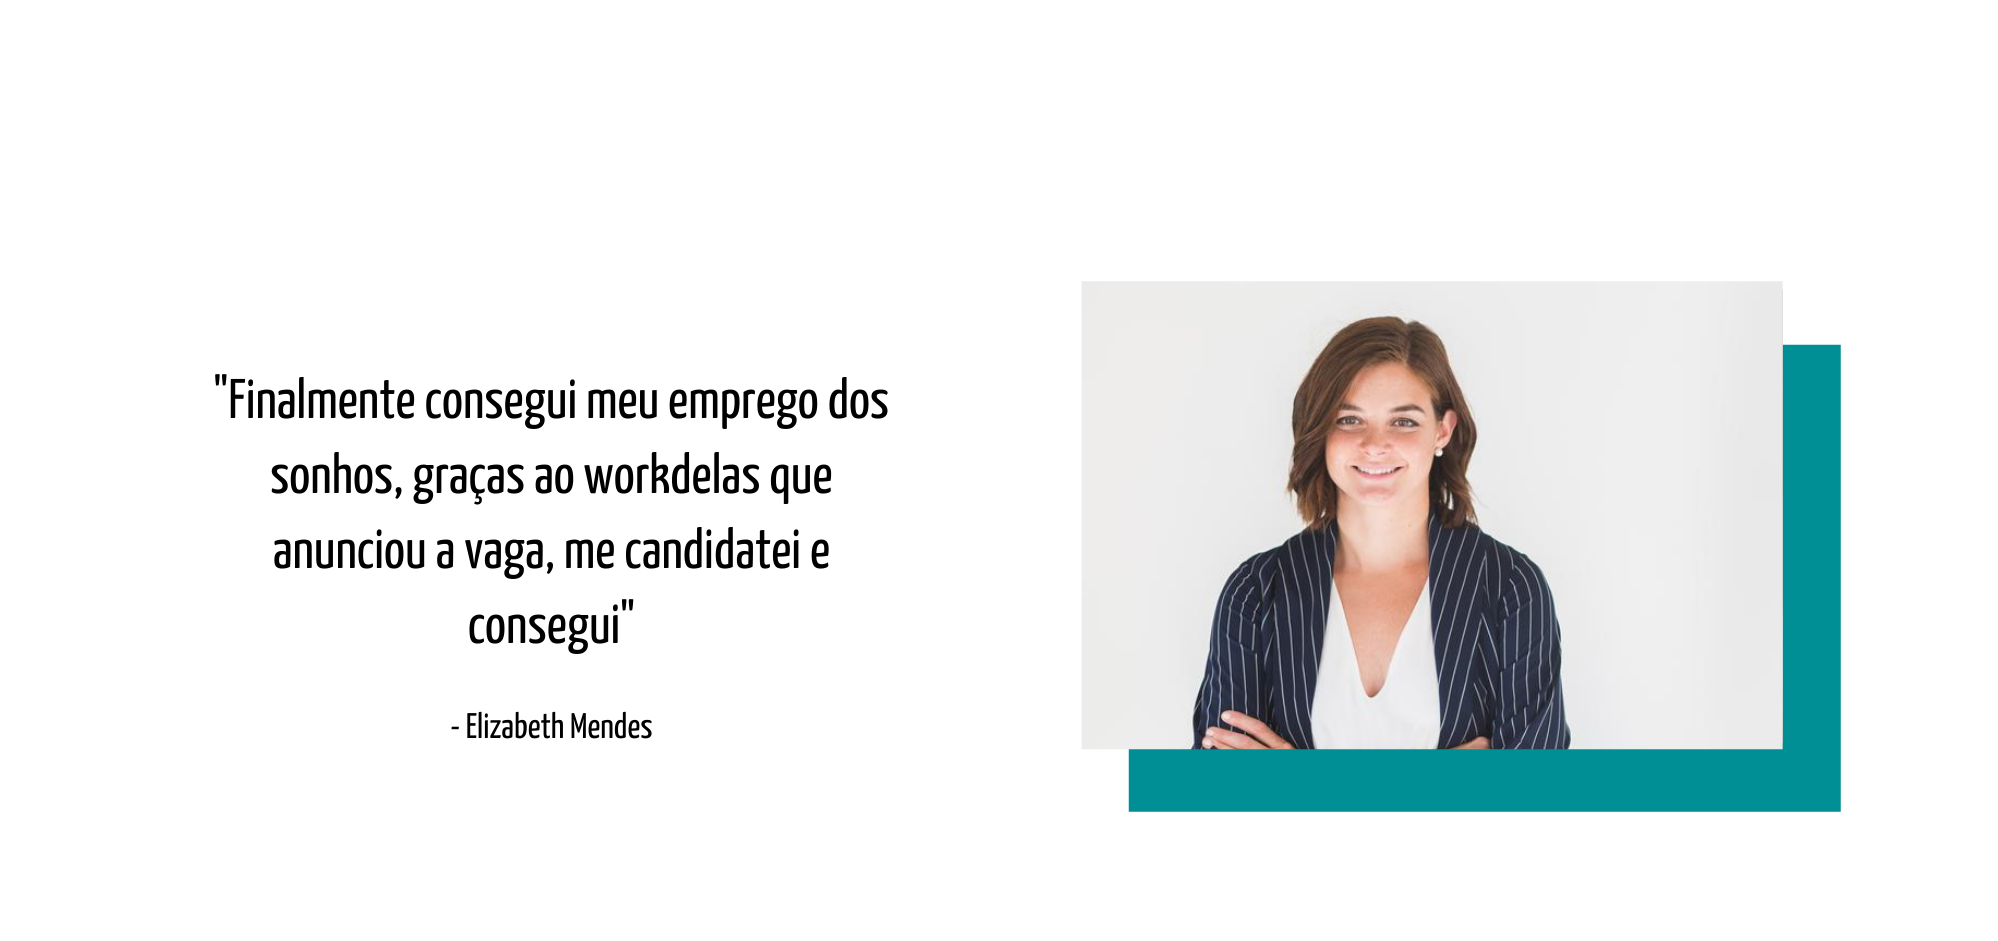 "Finalmente consegui meu emprego dos
sonhos, graças ao workdelas que
anunciou a vaga, me candidatei e
consegui"
- Elizabeth Mendes